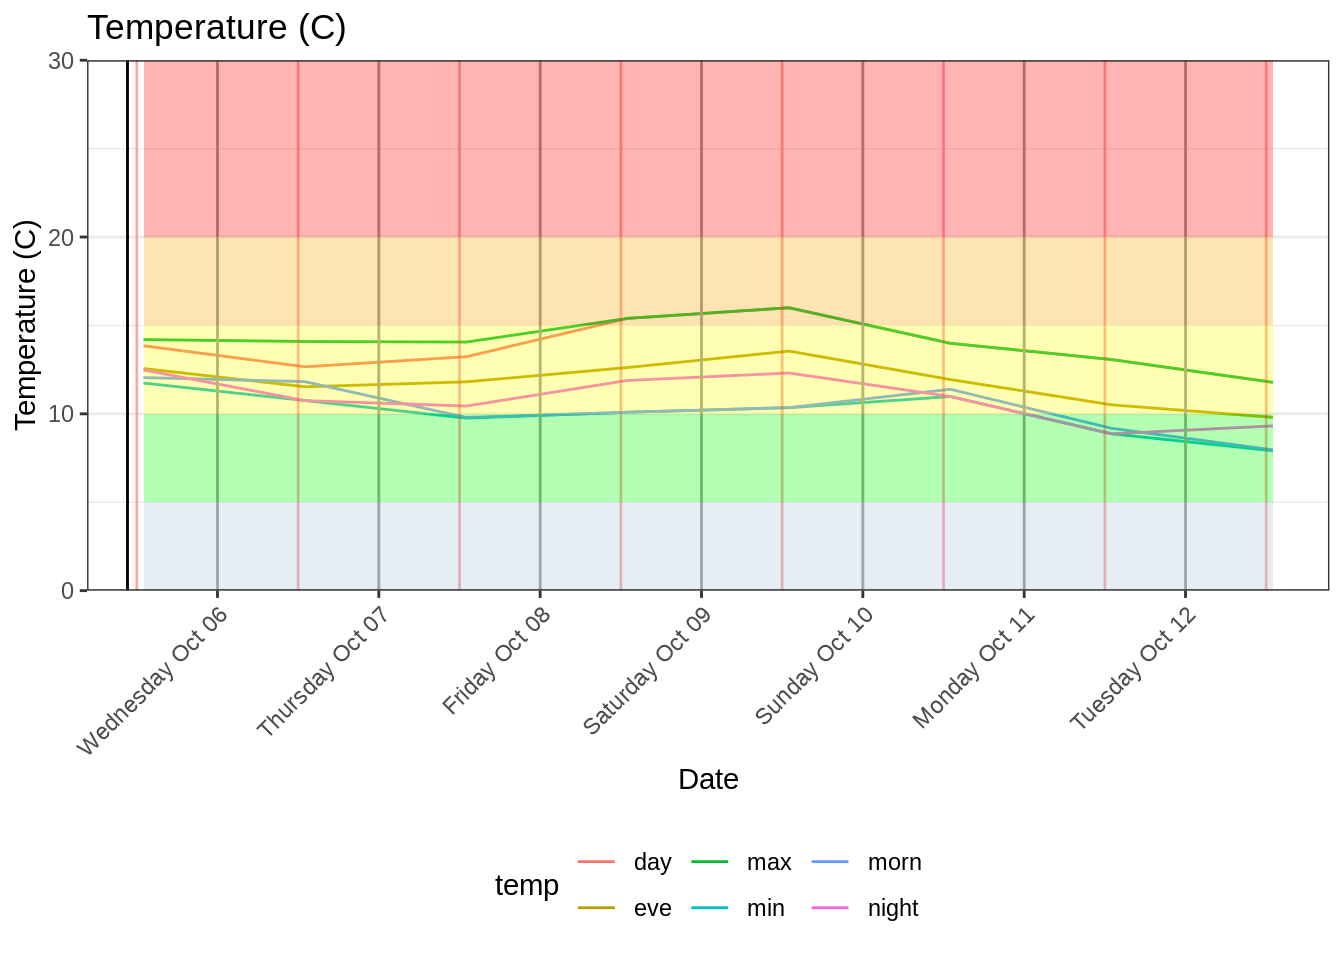 Temperature (C)
Temperature (C)
30
20
10
0
Wednesday Oct 06
Thursday Oct 07
Friday Oct 08
Saturday Oct 09
Sunday Oct 10
Monday Oct 11
Tuesday Oct 12
Date
temp
day
max
morn
eve
min
night